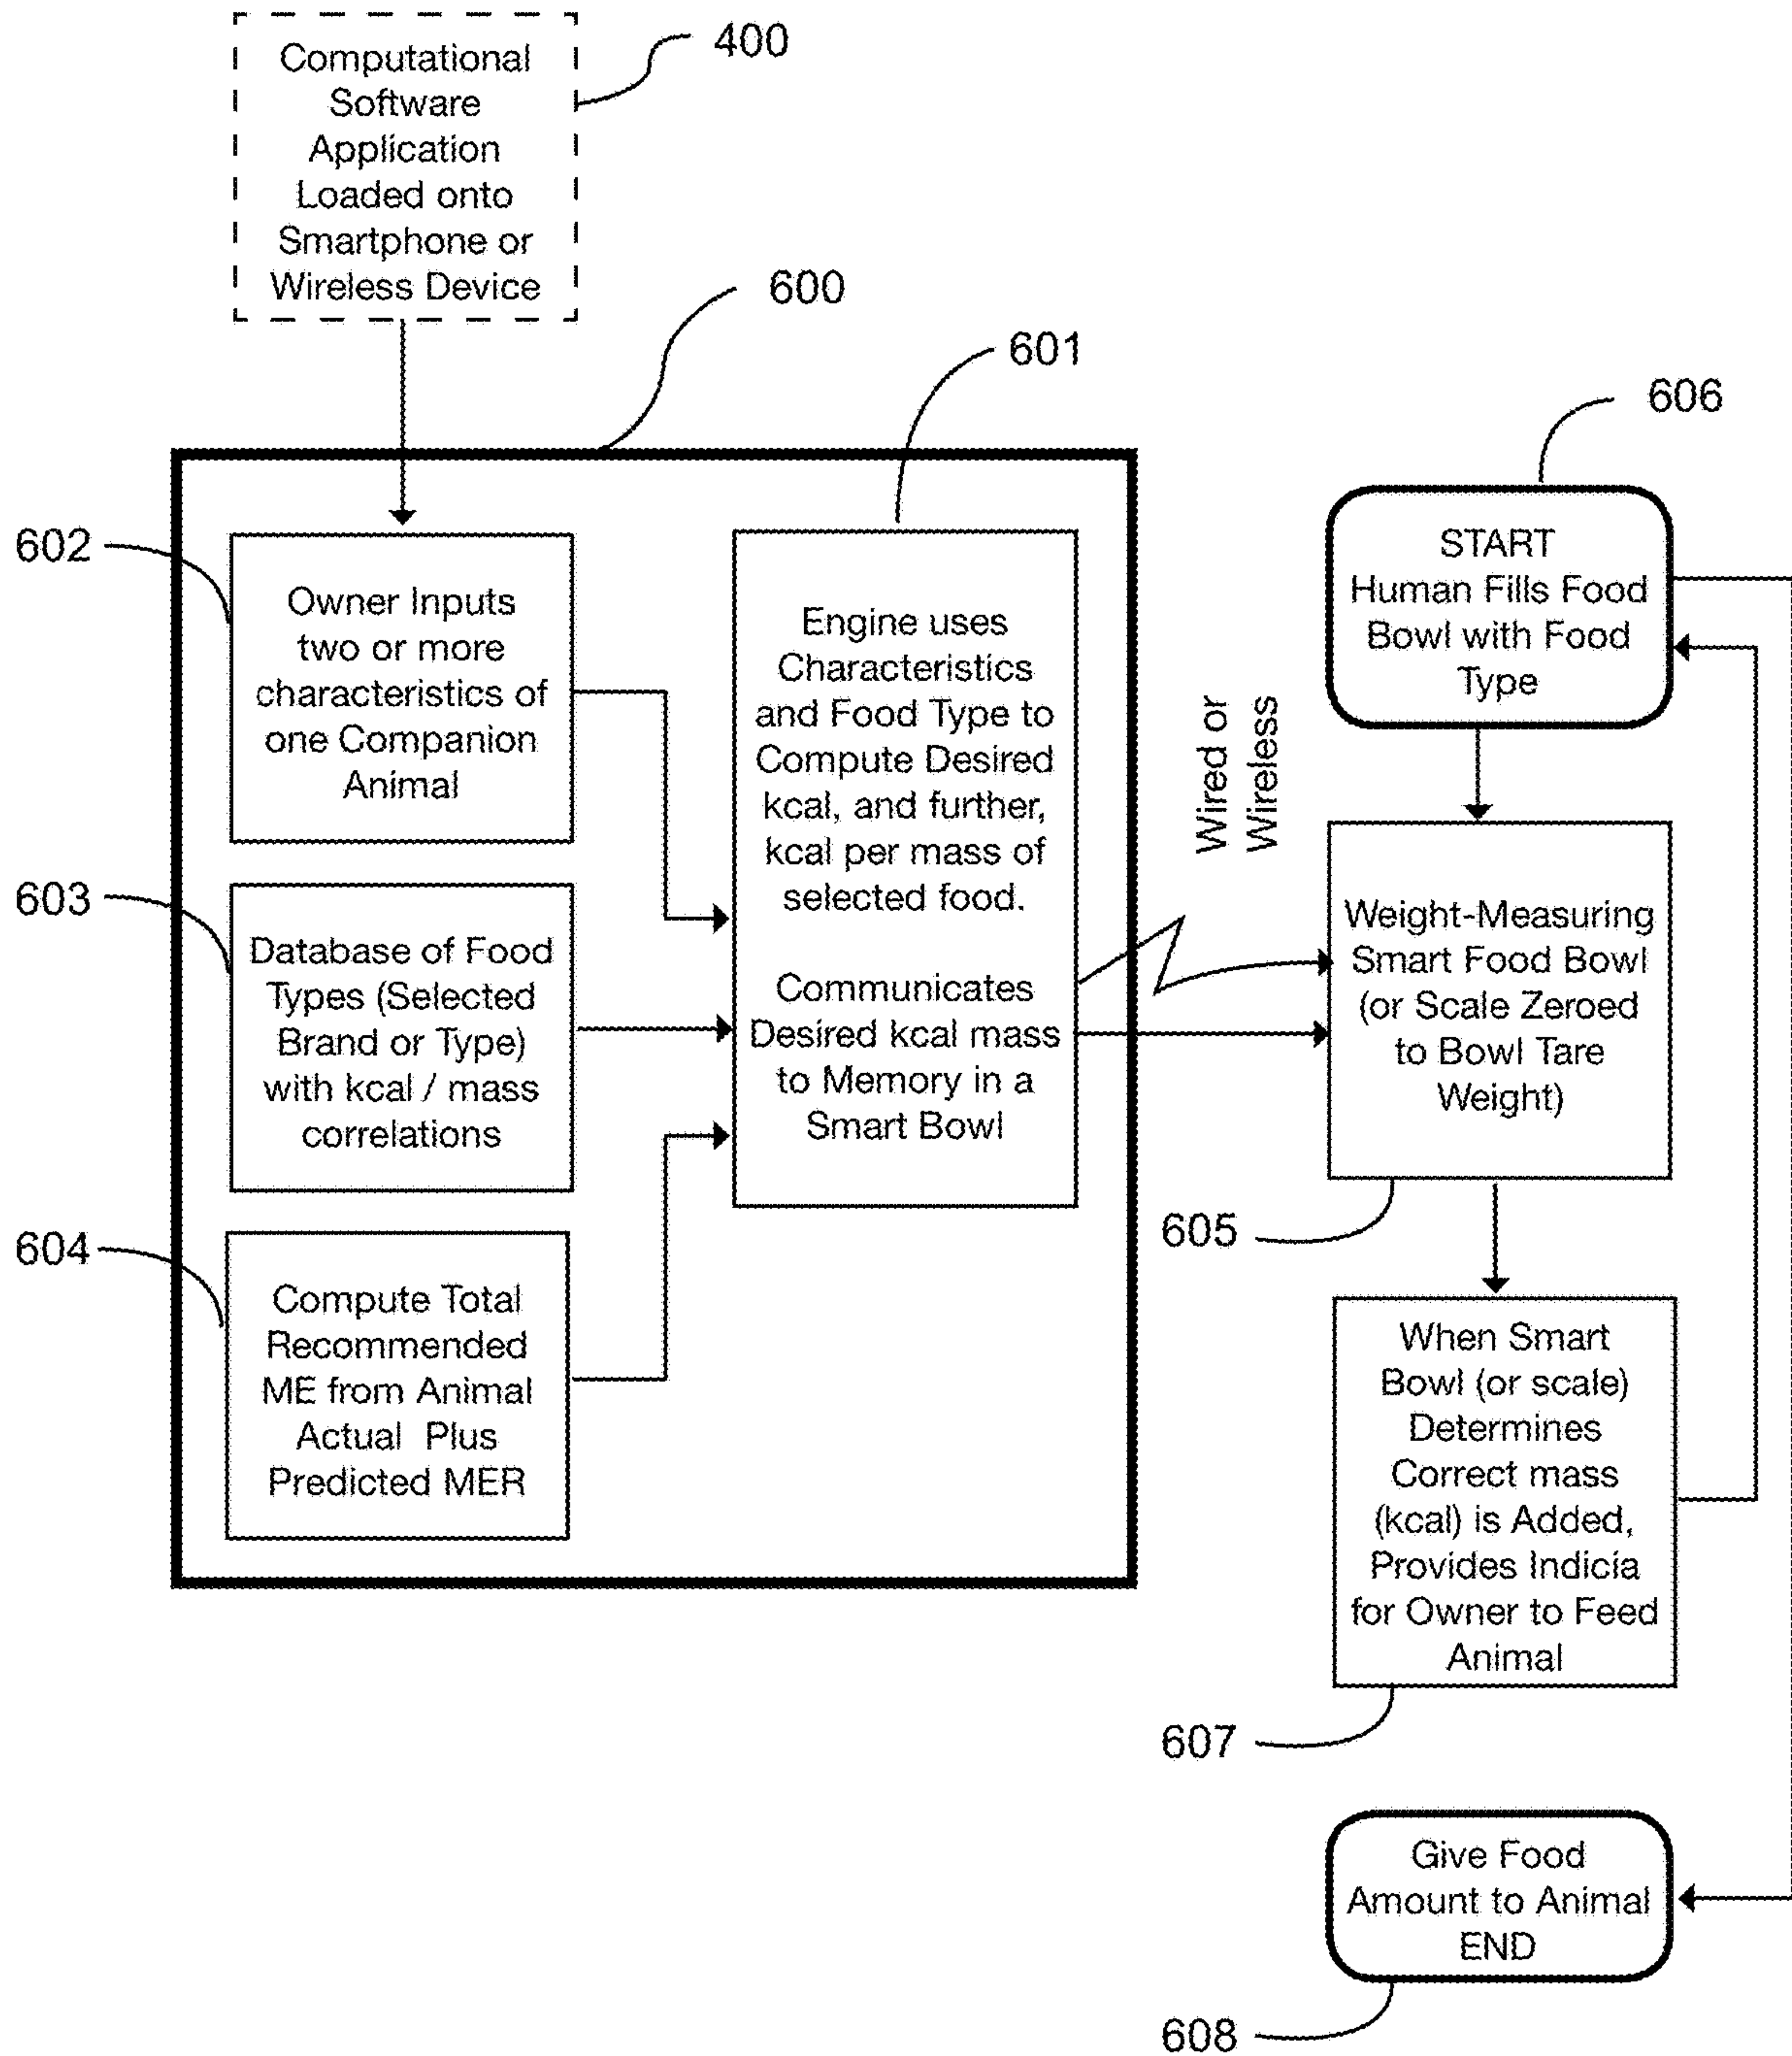 Computational
Software
Application
Loaded onto
Smartphone or
Wireless Device
400
600
601
602
Owner Inputs
two or more
characteristics of
one Companion
Animal
603
Database of Food
Types (Selected
Brand or Type)
with kcal / mass
correlations
604
Compute Total
Recommended
ME from Animal
Actual Plus
Predicted MER
Engine uses
Characteristics
and Food Type to
Compute Desired
kcal, and further,
kcal per mass of
selected food.
Communicates
Desired kcal mass
to Memory in a
Smart Bowl
Wired or
Wireless
606
START
Human Fills Food
Bowl with Food
Type
Weight-Measuring
Smart Food Bowl
(or Scale Zeroed
to Bowl Tare
Weight)
605
When Smart
Bowl (or scale)
Determines
Correct mass
(kcal) is Added,
Provides Indicia
for Owner to Feed
Animal
607
Give Food
Amount to Animal
END
608